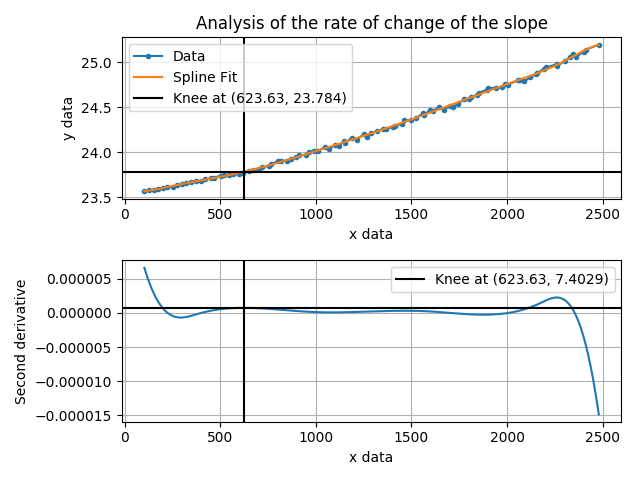 Analysis of the rate of change of the slope
Data
Spline Fit
Knee at (623.63, 23.784)
y data
25.0
24.5
24.0
23.5
0 500 1000 1500 2000 2500
x data
Knee at (623.63, 7.4029)
Second derivative
0.000005
0.000000
−0.000005
−0.000010
−0.000015
0 500 1000 1500 2000 2500
x data